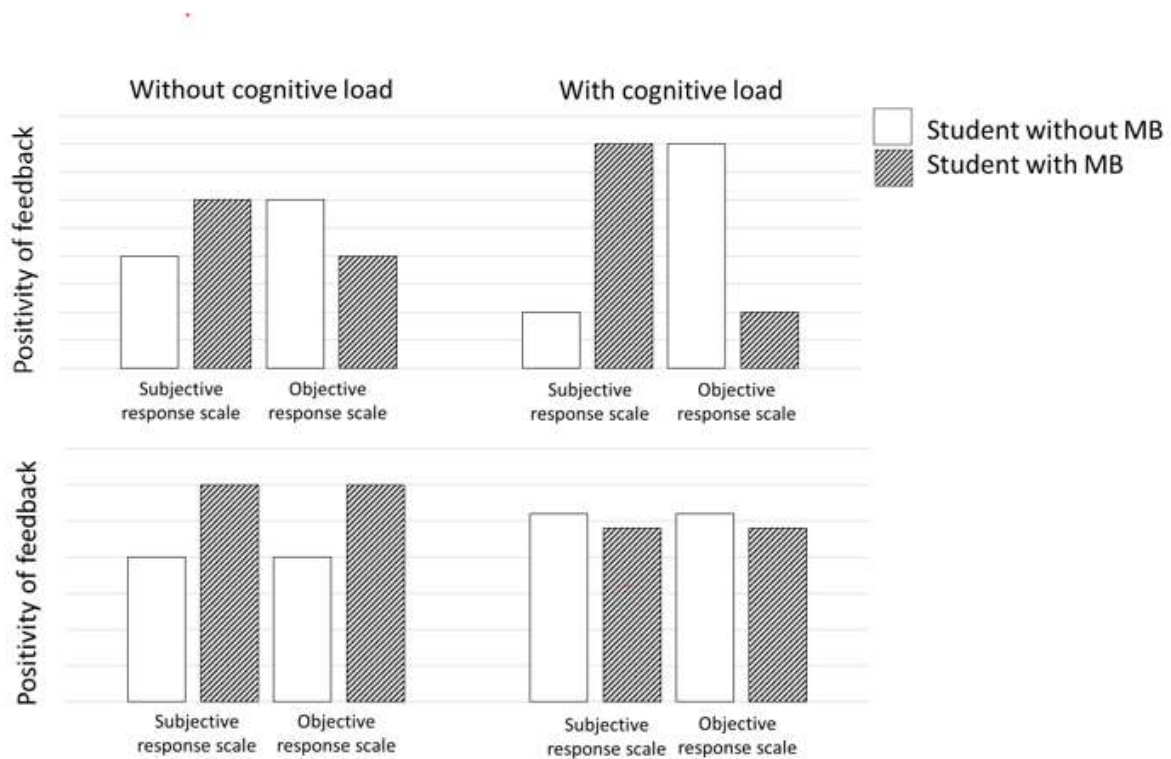 Without cognitive load
With cognitive load
Student without MB
Student with MB
Positivity of feedback
Subjective
response scale
Objective
response scale
Subjective
response scale
Objective
response scale
Positivity of feedback
Subjective
response scale
Objective
response scale
Subjective
response scale
Objective
response scale